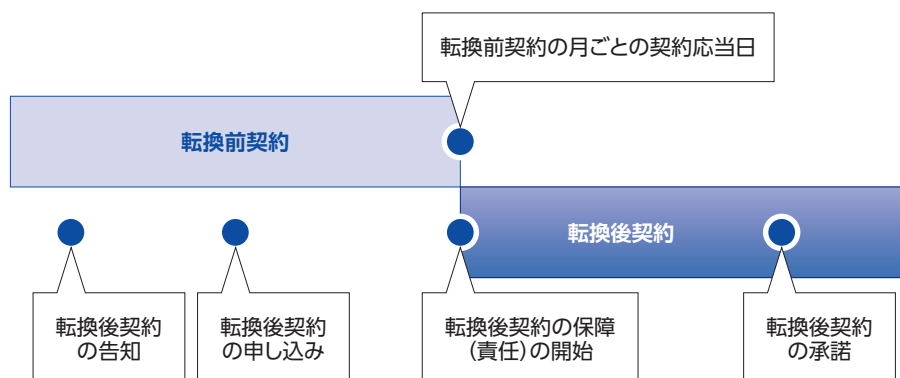 転換前契約の月ごとの契約応当日
転換前契約
転換後契約
転換後契約
の告知
転換後契約
の申し込み
転換後契約の保障
(責任)の開始
転換後契約
の承諾